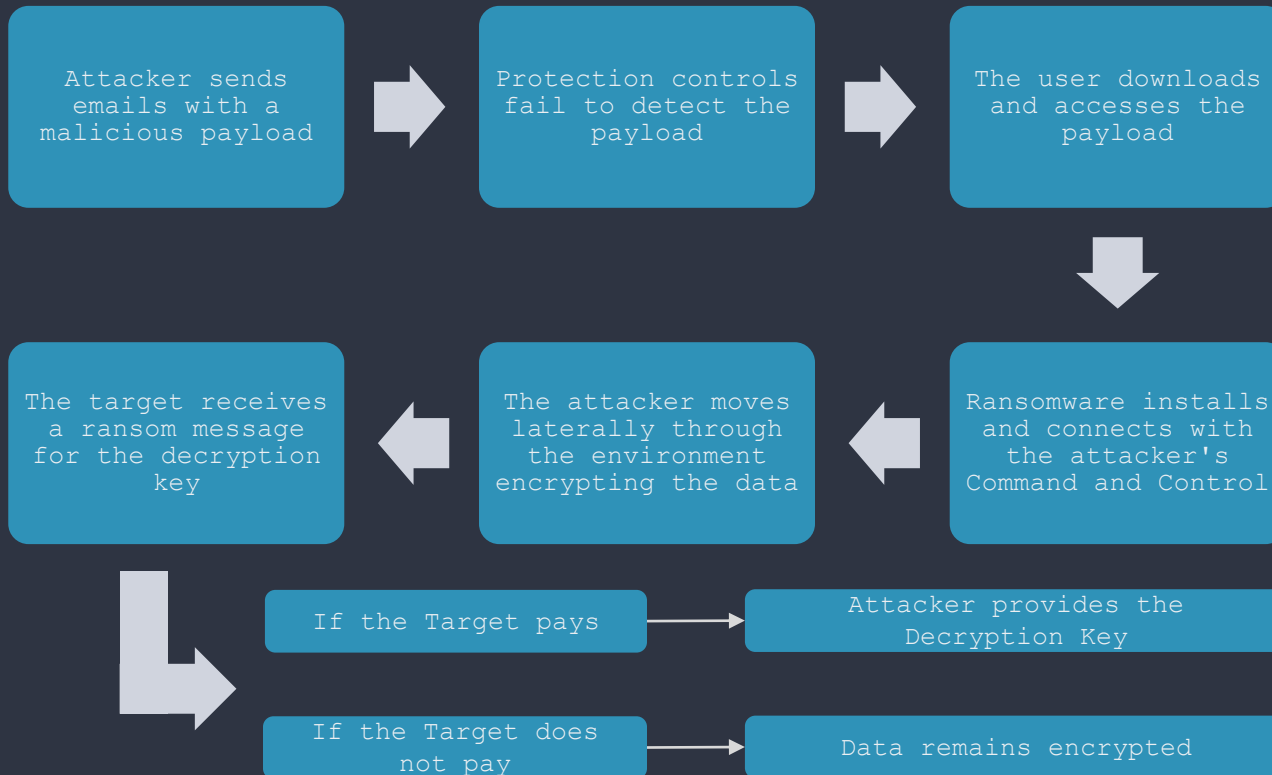 Attacker sends
emails with a
malicious payload
Protection controls
fail to detect the
payload
The user downloads
and accesses the
payload
Ransomware installs
and connects with
the attacker's
Command and Control
The attacker moves
laterally through
the environment
encrypting the data
The target receives
a ransom message
for the decryption
key
If the Target pays
Attacker provides the
Decryption Key
If the Target does
not pay
Data remains encrypted